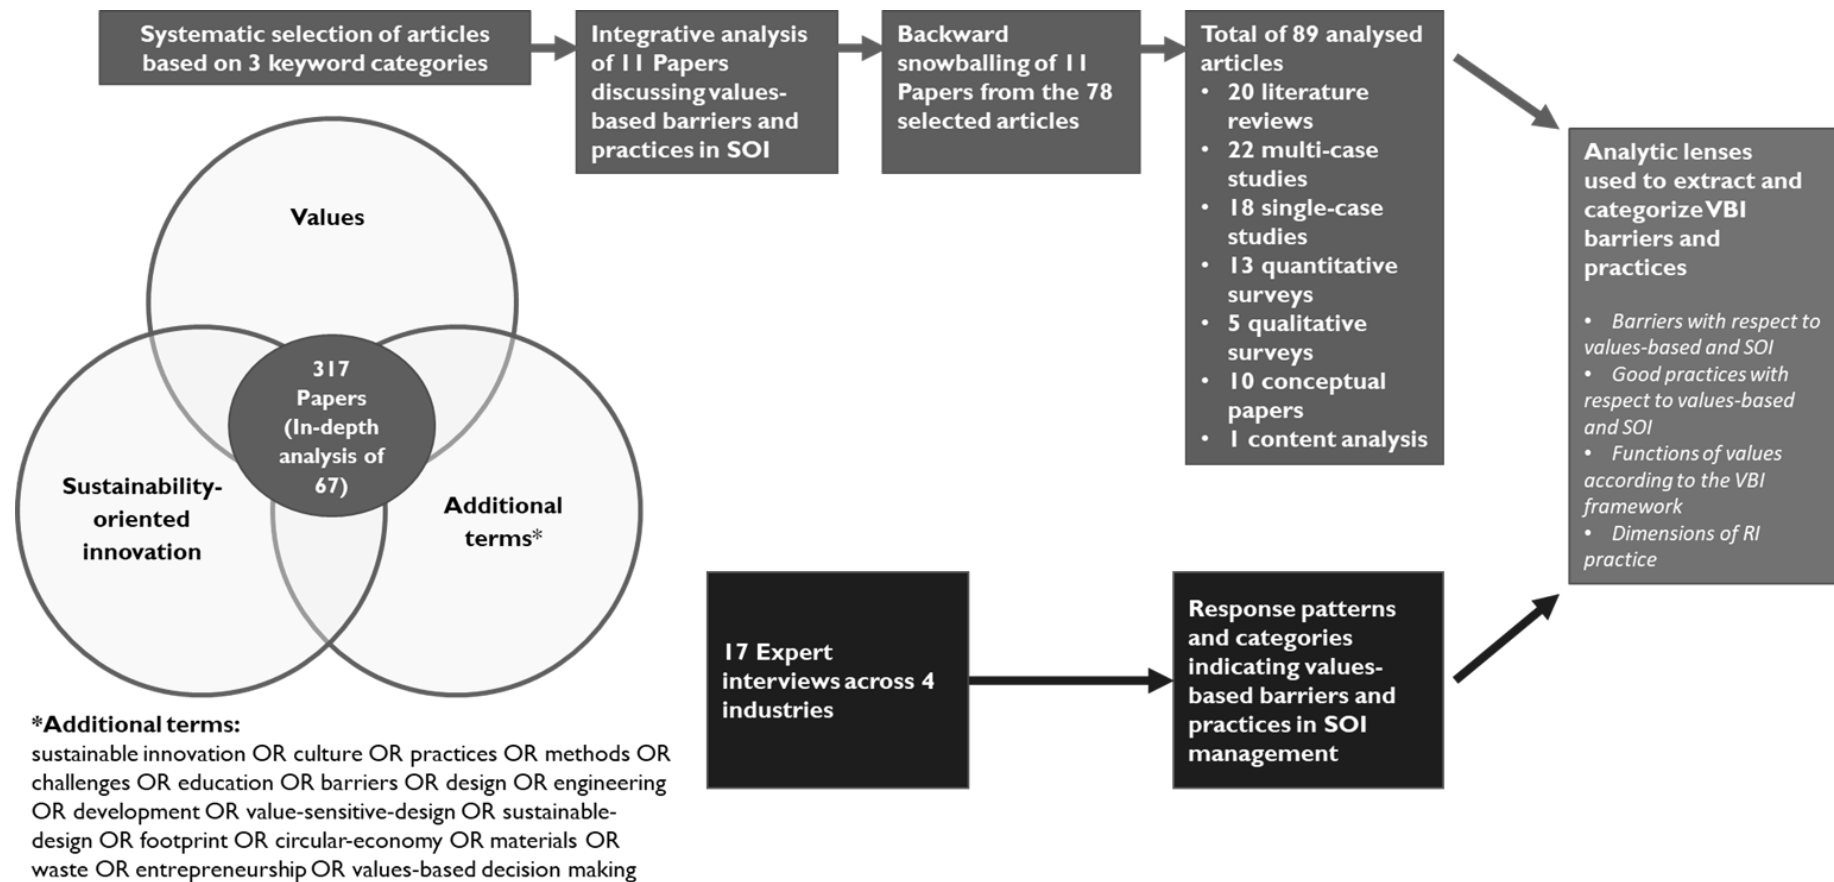 Systematic selection of articles
based on 3 keyword categories
Integrative analysis
of 11 Papers
discussing values-
based barriers and
practices in SOI
Backward
snowballing of 11
Papers from the 78
selected articles
Total of 89 analysed
articles
• 20 literature
reviews
• 22 multi-case
studies
• 18 single-case
studies
• 13 quantitative
surveys
• 5 qualitative
surveys
• 10 conceptual
papers
• 1 content analysis
Analytic lenses
used to extract and
categorize VBI
barriers and
practices
• Barriers with respect to
values-based and SOI
• Good practices with
respect to values-based
and SOI
• Functions of values
according to the VBI
framework
• Dimensions of RI
practice
Values
317
Papers
(In-depth
analysis of
67)
Sustainability-
oriented
innovation
Additional
terms*
17 Expert
interviews across 4
industries
Response patterns
and categories
indicating values-
based barriers and
practices in SOI
management
*Additional terms:
sustainable innovation OR culture OR practices OR methods OR
challenges OR education OR barriers OR design OR engineering
OR development OR value-sensitive-design OR sustainable-
design OR footprint OR circular-economy OR materials OR
waste OR entrepreneurship OR values-based decision making